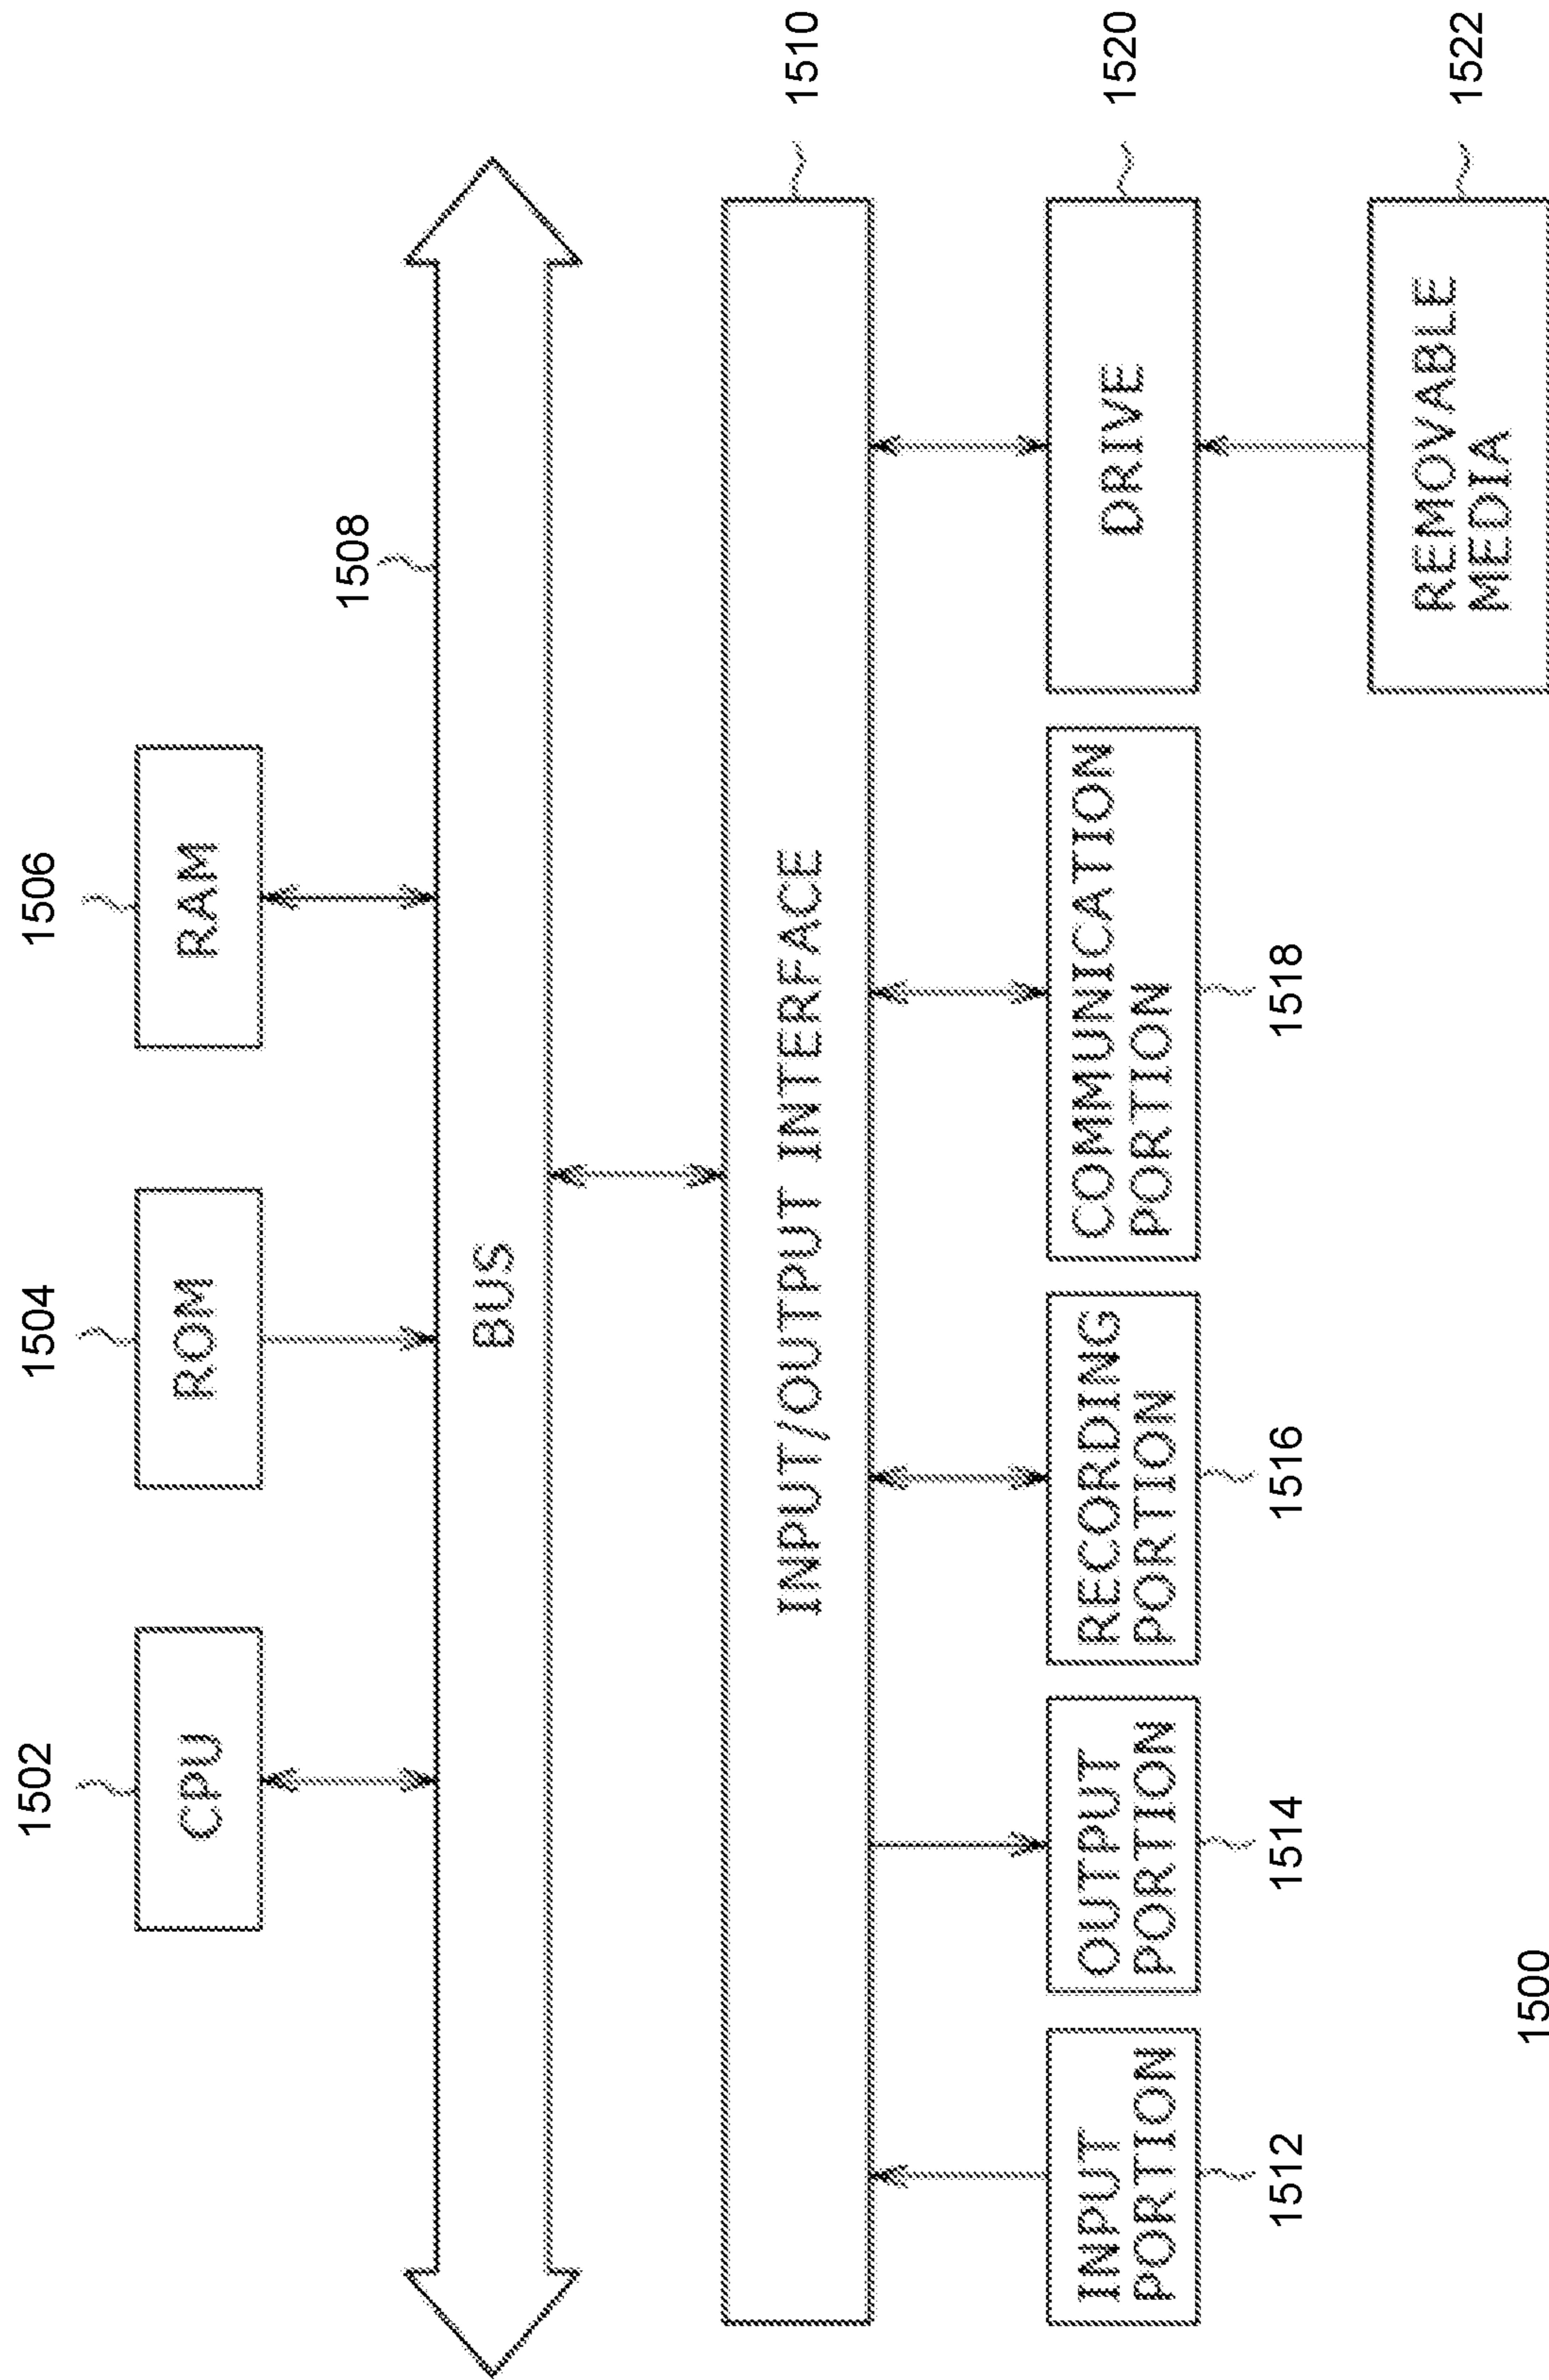 1502
1504
1506
CPU
ROM
RAM
1508
BUS
INPUT/OUTPUT INTERFACE
1510
INPUT
PORTION
OUTPUT
PORTION
RECORDING
PORTION
COMMUNICATION
PORTION
DRIVE
1520
1512
1514
1516
1518
REMOVABLE
MEDIA
1522
1500